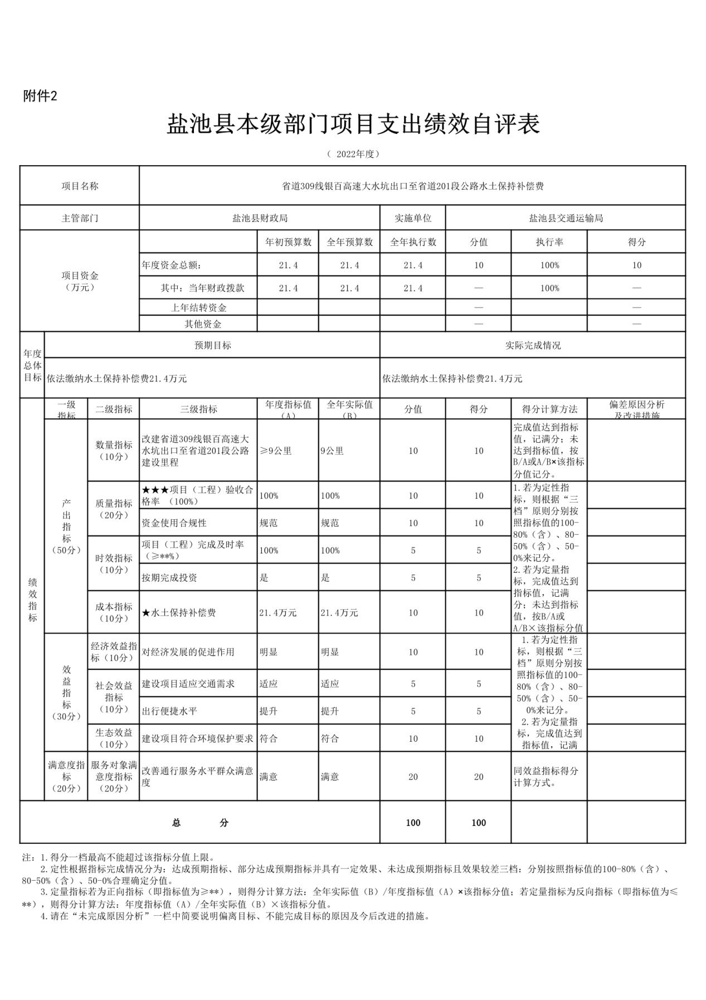 附件2
盐池县本级部门项目支出绩效自评表
（ 2022年度）
项目名称
省道309线银百高速大水坑出口至省道201段公路水土保持补偿费
主管部门
盐池县财政局
实施单位
盐池县交通运输局
项目资金
（万元）
年初预算数
全年预算数
全年执行数
分值
执行率
得分
年度资金总额：
21.4
21.4
21.4
10
100%
10
其中：当年财政拨款
21.4
21.4
21.4
—
100%
—
上年结转资金
—
—
其他资金
—
—
年度
总体
目标
预期目标
实际完成情况
依法缴纳水土保持补偿费21.4万元
依法缴纳水土保持补偿费21.4万元
绩
效
指
标
一级
指标
二级指标
三级指标
年度指标值
（A）
全年实际值
（B）
分值
得分
得分计算方法
偏差原因分析
及改进措施
产
出
指
标
（50分）
数量指标
（10分）
改建省道309线银百高速大
水坑出口至省道201段公路
建设里程
≥9公里
9公里
10
10
完成值达到指标
值，记满分；未
达到指标值，按
B/A或A/B×该指标
分值记分。
质量指标
（20分）
★★★项目（工程）验收合
格率 （100%）
100%
100%
10
10
1.若为定性指
标，则根据“三
档”原则分别按
照指标值的100-
80%（含）、80-
50%（含）、50-
0%来记分。
2.若为定量指
标，完成值达到
指标值，记满
分；未达到指标
值，按B/A或
A/B×该指标分值
资金使用合规性
规范
规范
10
10
时效指标
（10分）
项目（工程）完成及时率
（≥**%）
100%
100%
5
5
按期完成投资
是
是
5
5
成本指标
（10分）
★水土保持补偿费
21.4万元
21.4万元
10
10
效
益
指
标
（30分）
经济效益指
标（10分）
对经济发展的促进作用
明显
明显
10
10
1.若为定性指
标，则根据“三
档”原则分别按
照指标值的100-
80%（含）、80-
50%（含）、50-
0%来记分。
2.若为定量指
标，完成值达到
指标值，记满
社会效益
指标
（10分）
建设项目适应交通需求
适应
适应
5
5
出行便捷水平
提升
提升
5
5
生态效益
（10分）
建设项目符合环境保护要求
符合
符合
10
10
满意度指
标
（20分）
服务对象满
意度指标
（20分）
改善通行服务水平群众满意
度
满意
满意
20
20
同效益指标得分
计算方式。
总 分
100
100
注：1.得分一档最高不能超过该指标分值上限。
2.定性根据指标完成情况分为：达成预期指标、部分达成预期指标并具有一定效果、未达成预期指标且效果较差三档：分别按照指标值的100-80%（含）、
80-50%（含）、50-0%合理确定分值。
3.定量指标若为正向指标（即指标值为≥**），则得分计算方法：全年实际值（B）/年度指标值（A）×该指标分值；若定量指标为反向指标（即指标值为≤
**），则得分计算方法：年度指标值（A）/全年实际值（B）×该指标分值。
4.请在“未完成原因分析”一栏中简要说明偏离目标、不能完成目标的原因及今后改进的措施。